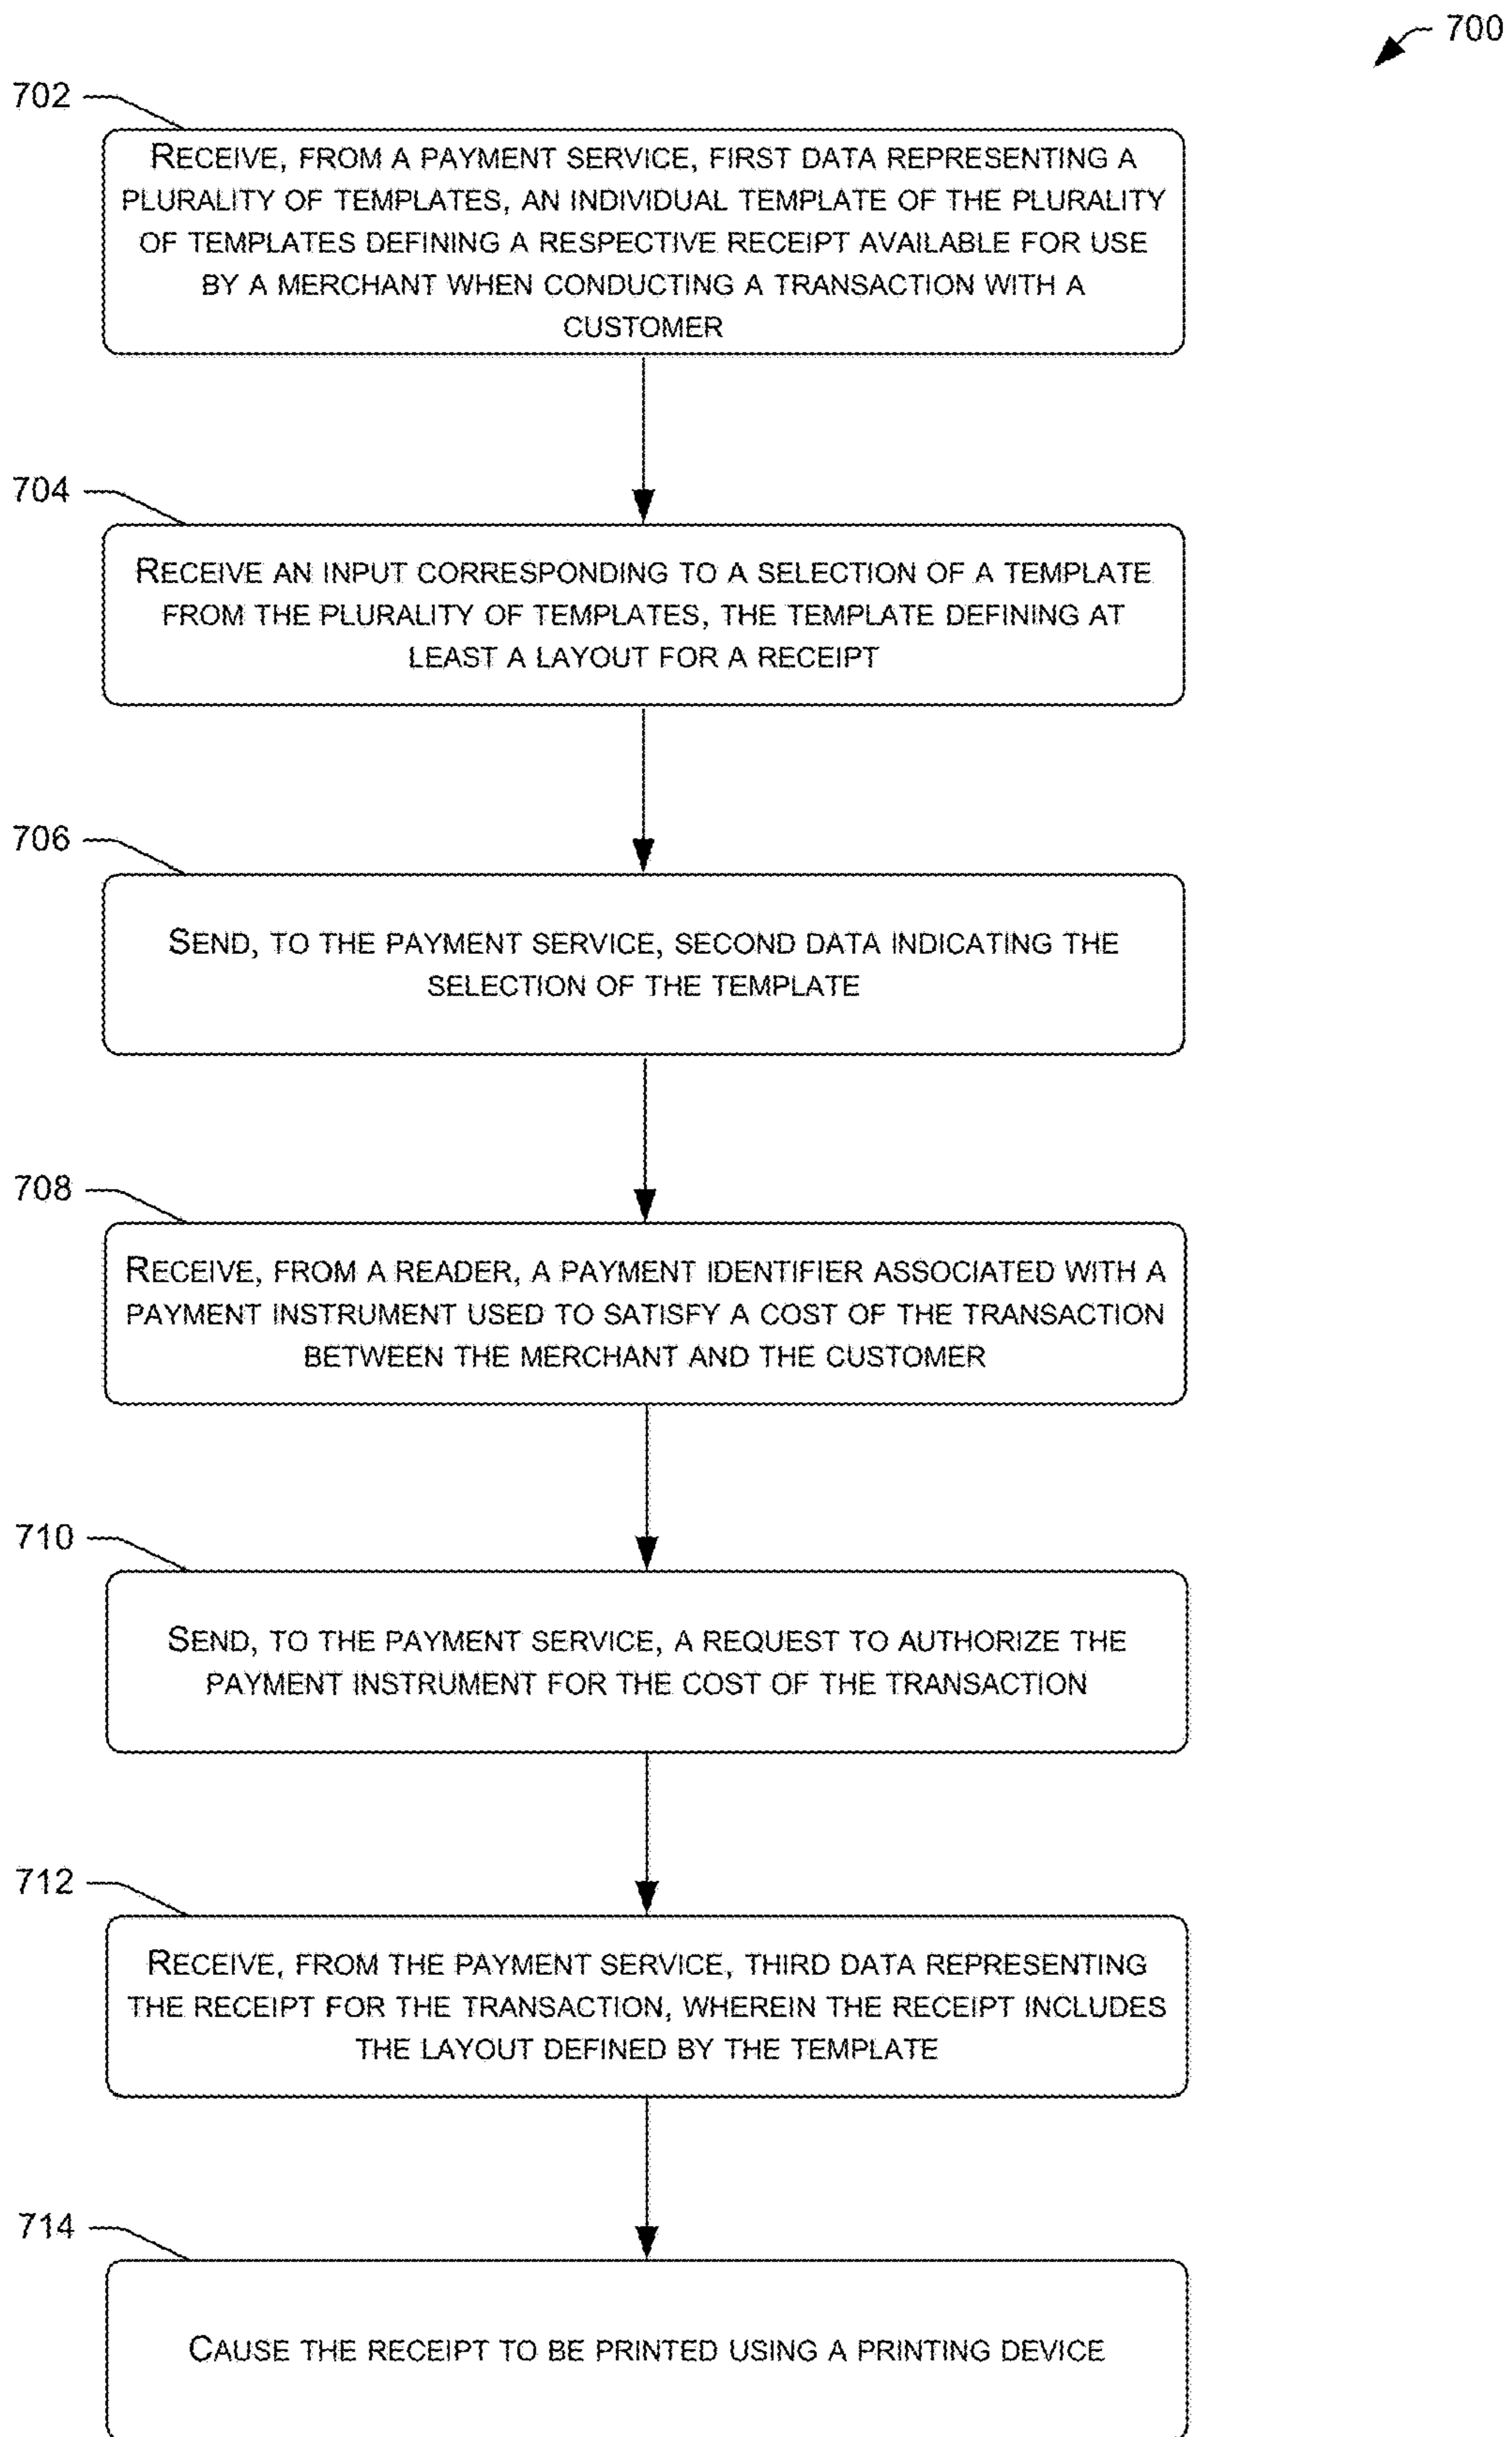 700
702
RECEIVE, FROM A PAYMENT SERVICE, FIRST DATA REPRESENTING A
PLURALITY OF TEMPLATES, AN INDIVIDUAL TEMPLATE OF THE PLURALITY
OF TEMPLATES DEFINING A RESPECTIVE RECEIPT AVAILABLE FOR USE
BY A MERCHANT WHEN CONDUCTING A TRANSACTION WITH A
CUSTOMER
704
RECEIVE AN INPUT CORRESPONDING TO A SELECTION OF A TEMPLATE
FROM THE PLURALITY OF TEMPLATES, THE TEMPLATE DEFINING AT
LEAST A LAYOUT FOR A RECEIPT
706
SEND, TO THE PAYMENT SERVICE, SECOND DATA INDICATING THE
SELECTION OF THE TEMPLATE
708
RECEIVE, FROM A READER, A PAYMENT IDENTIFIER ASSOCIATED WITH A
PAYMENT INSTRUMENT USED TO SATISFY A COST OF THE TRANSACTION
BETWEEN THE MERCHANT AND THE CUSTOMER
710
SEND, TO THE PAYMENT SERVICE, A REQUEST TO AUTHORIZE THE
PAYMENT INSTRUMENT FOR THE COST OF THE TRANSACTION
712
RECEIVE, FROM THE PAYMENT SERVICE, THIRD DATA REPRESENTING
THE RECEIPT FOR THE TRANSACTION, WHEREIN THE RECEIPT INCLUDES
THE LAYOUT DEFINED BY THE TEMPLATE
714
CAUSE THE RECEIPT TO BE PRINTED USING A PRINTING DEVICE